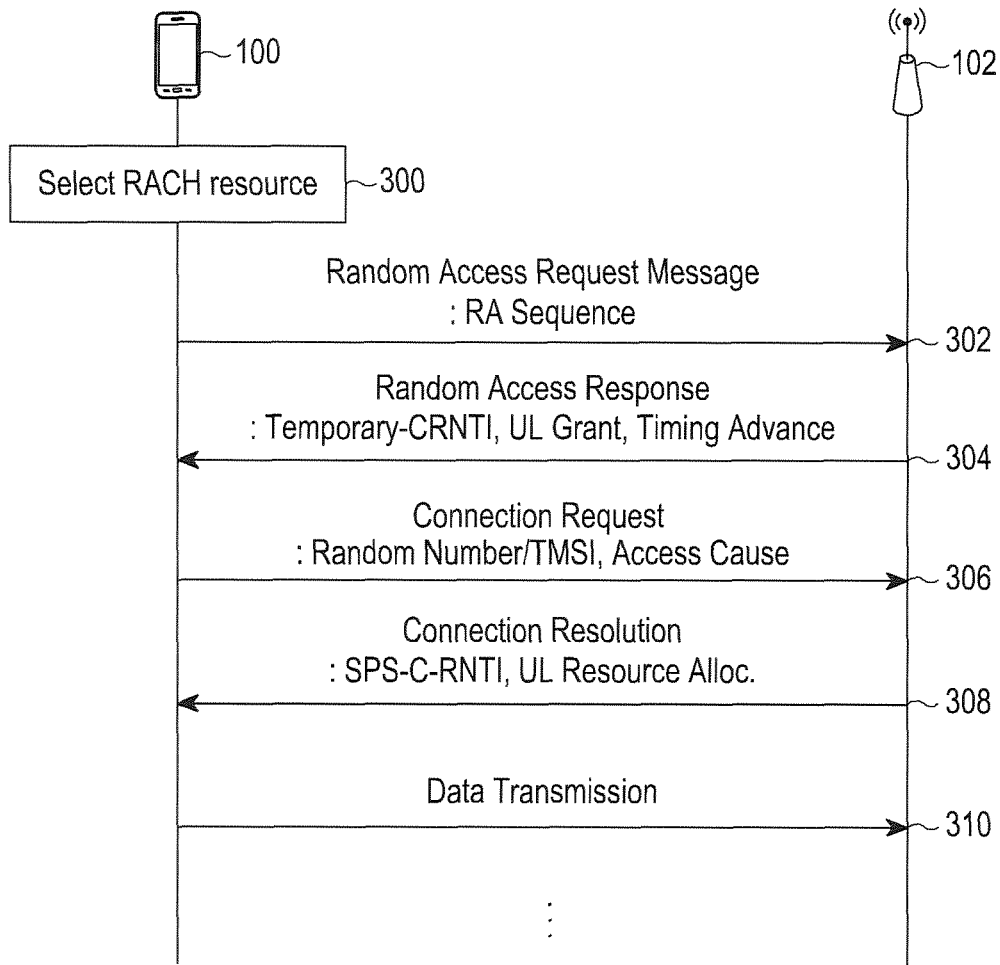 100
102
Select RACH resource
300
Random Access Request Message
: RA Sequence
302
Random Access Response
: Temporary-CRNTI, UL Grant, Timing Advance
304
Connection Request
: Random Number/TMSI, Access Cause
306
Connection Resolution
: SPS-C-RNTI, UL Resource Alloc.
308
Data Transmission
310